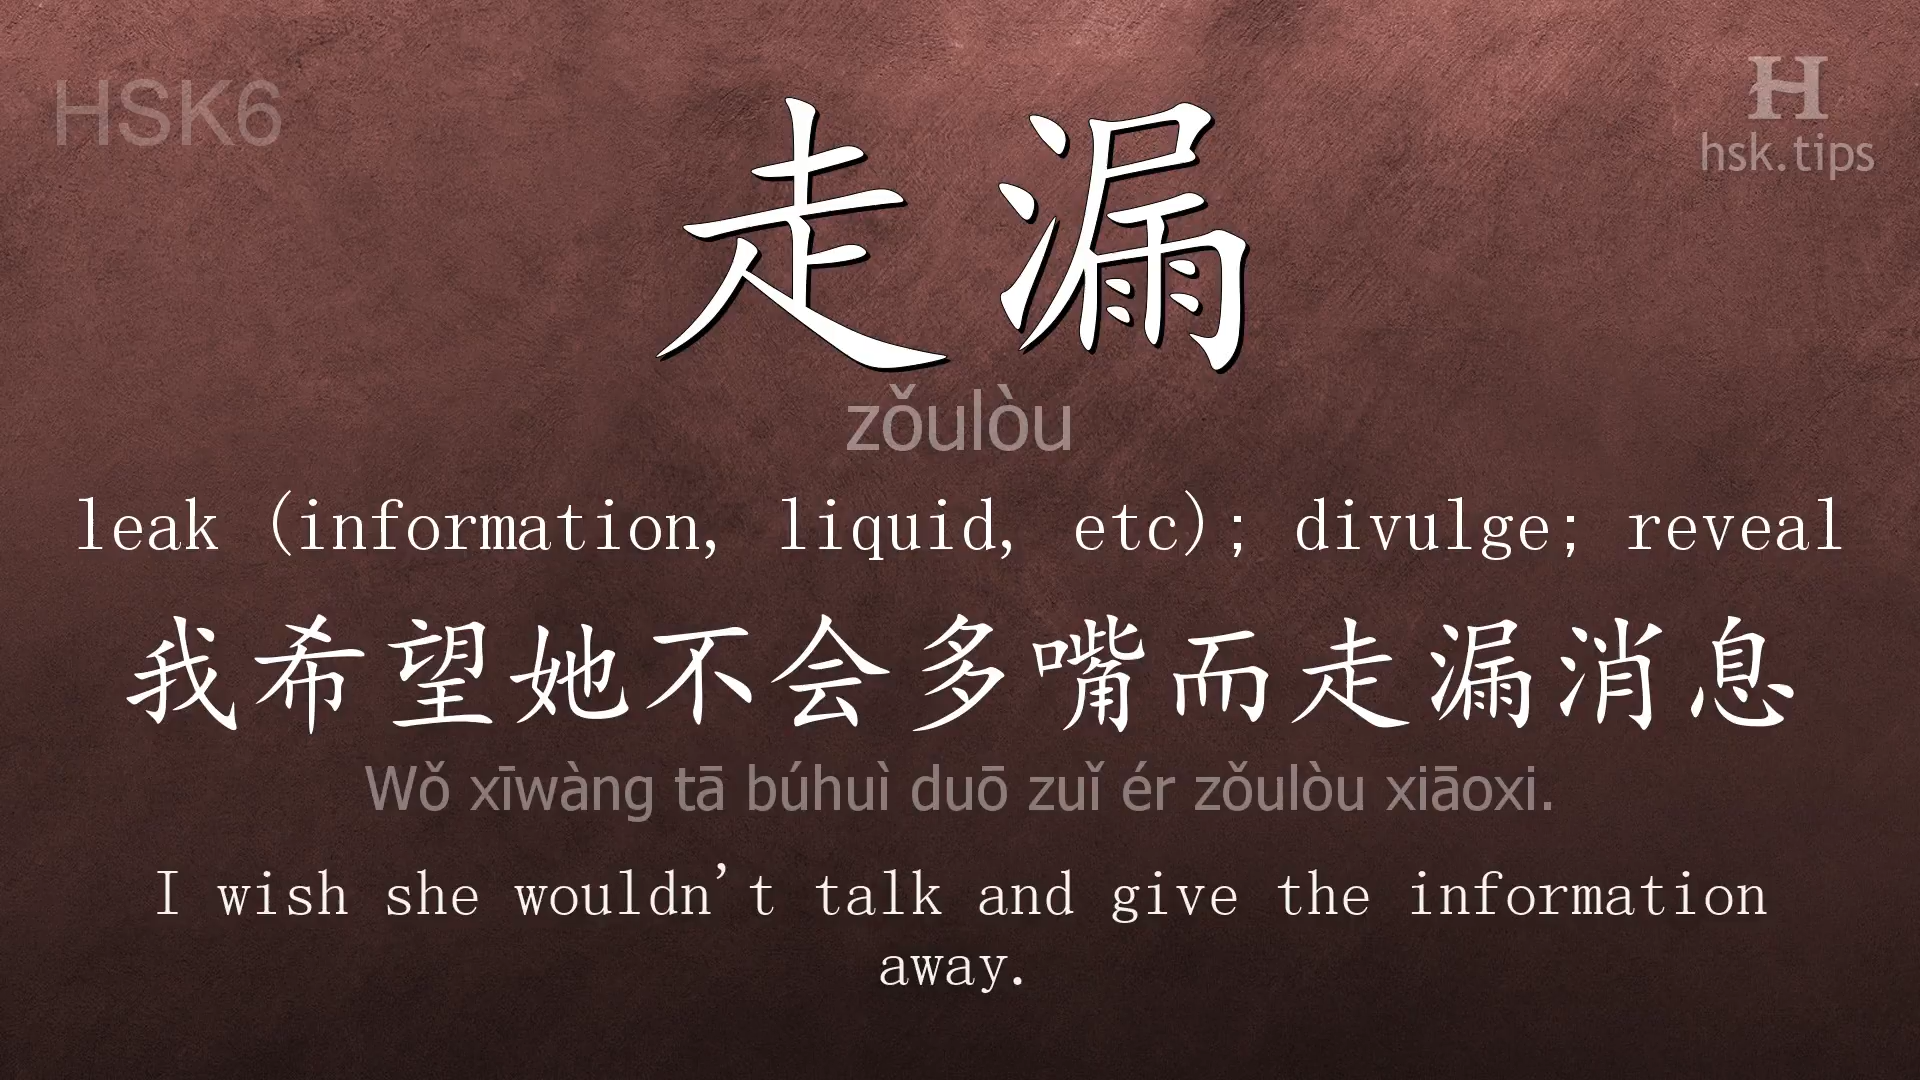 HSK6
H
hsk.tips
走漏
zǒulòu
leak (information, liquid, etc); divulge; reveal
我希望她不会多嘴而走漏消息
Wǒ xīwàng tā búhuì duō zuǐ ér zǒulòu xiāoxi.
I wish she wouldn't talk and give the information
away.